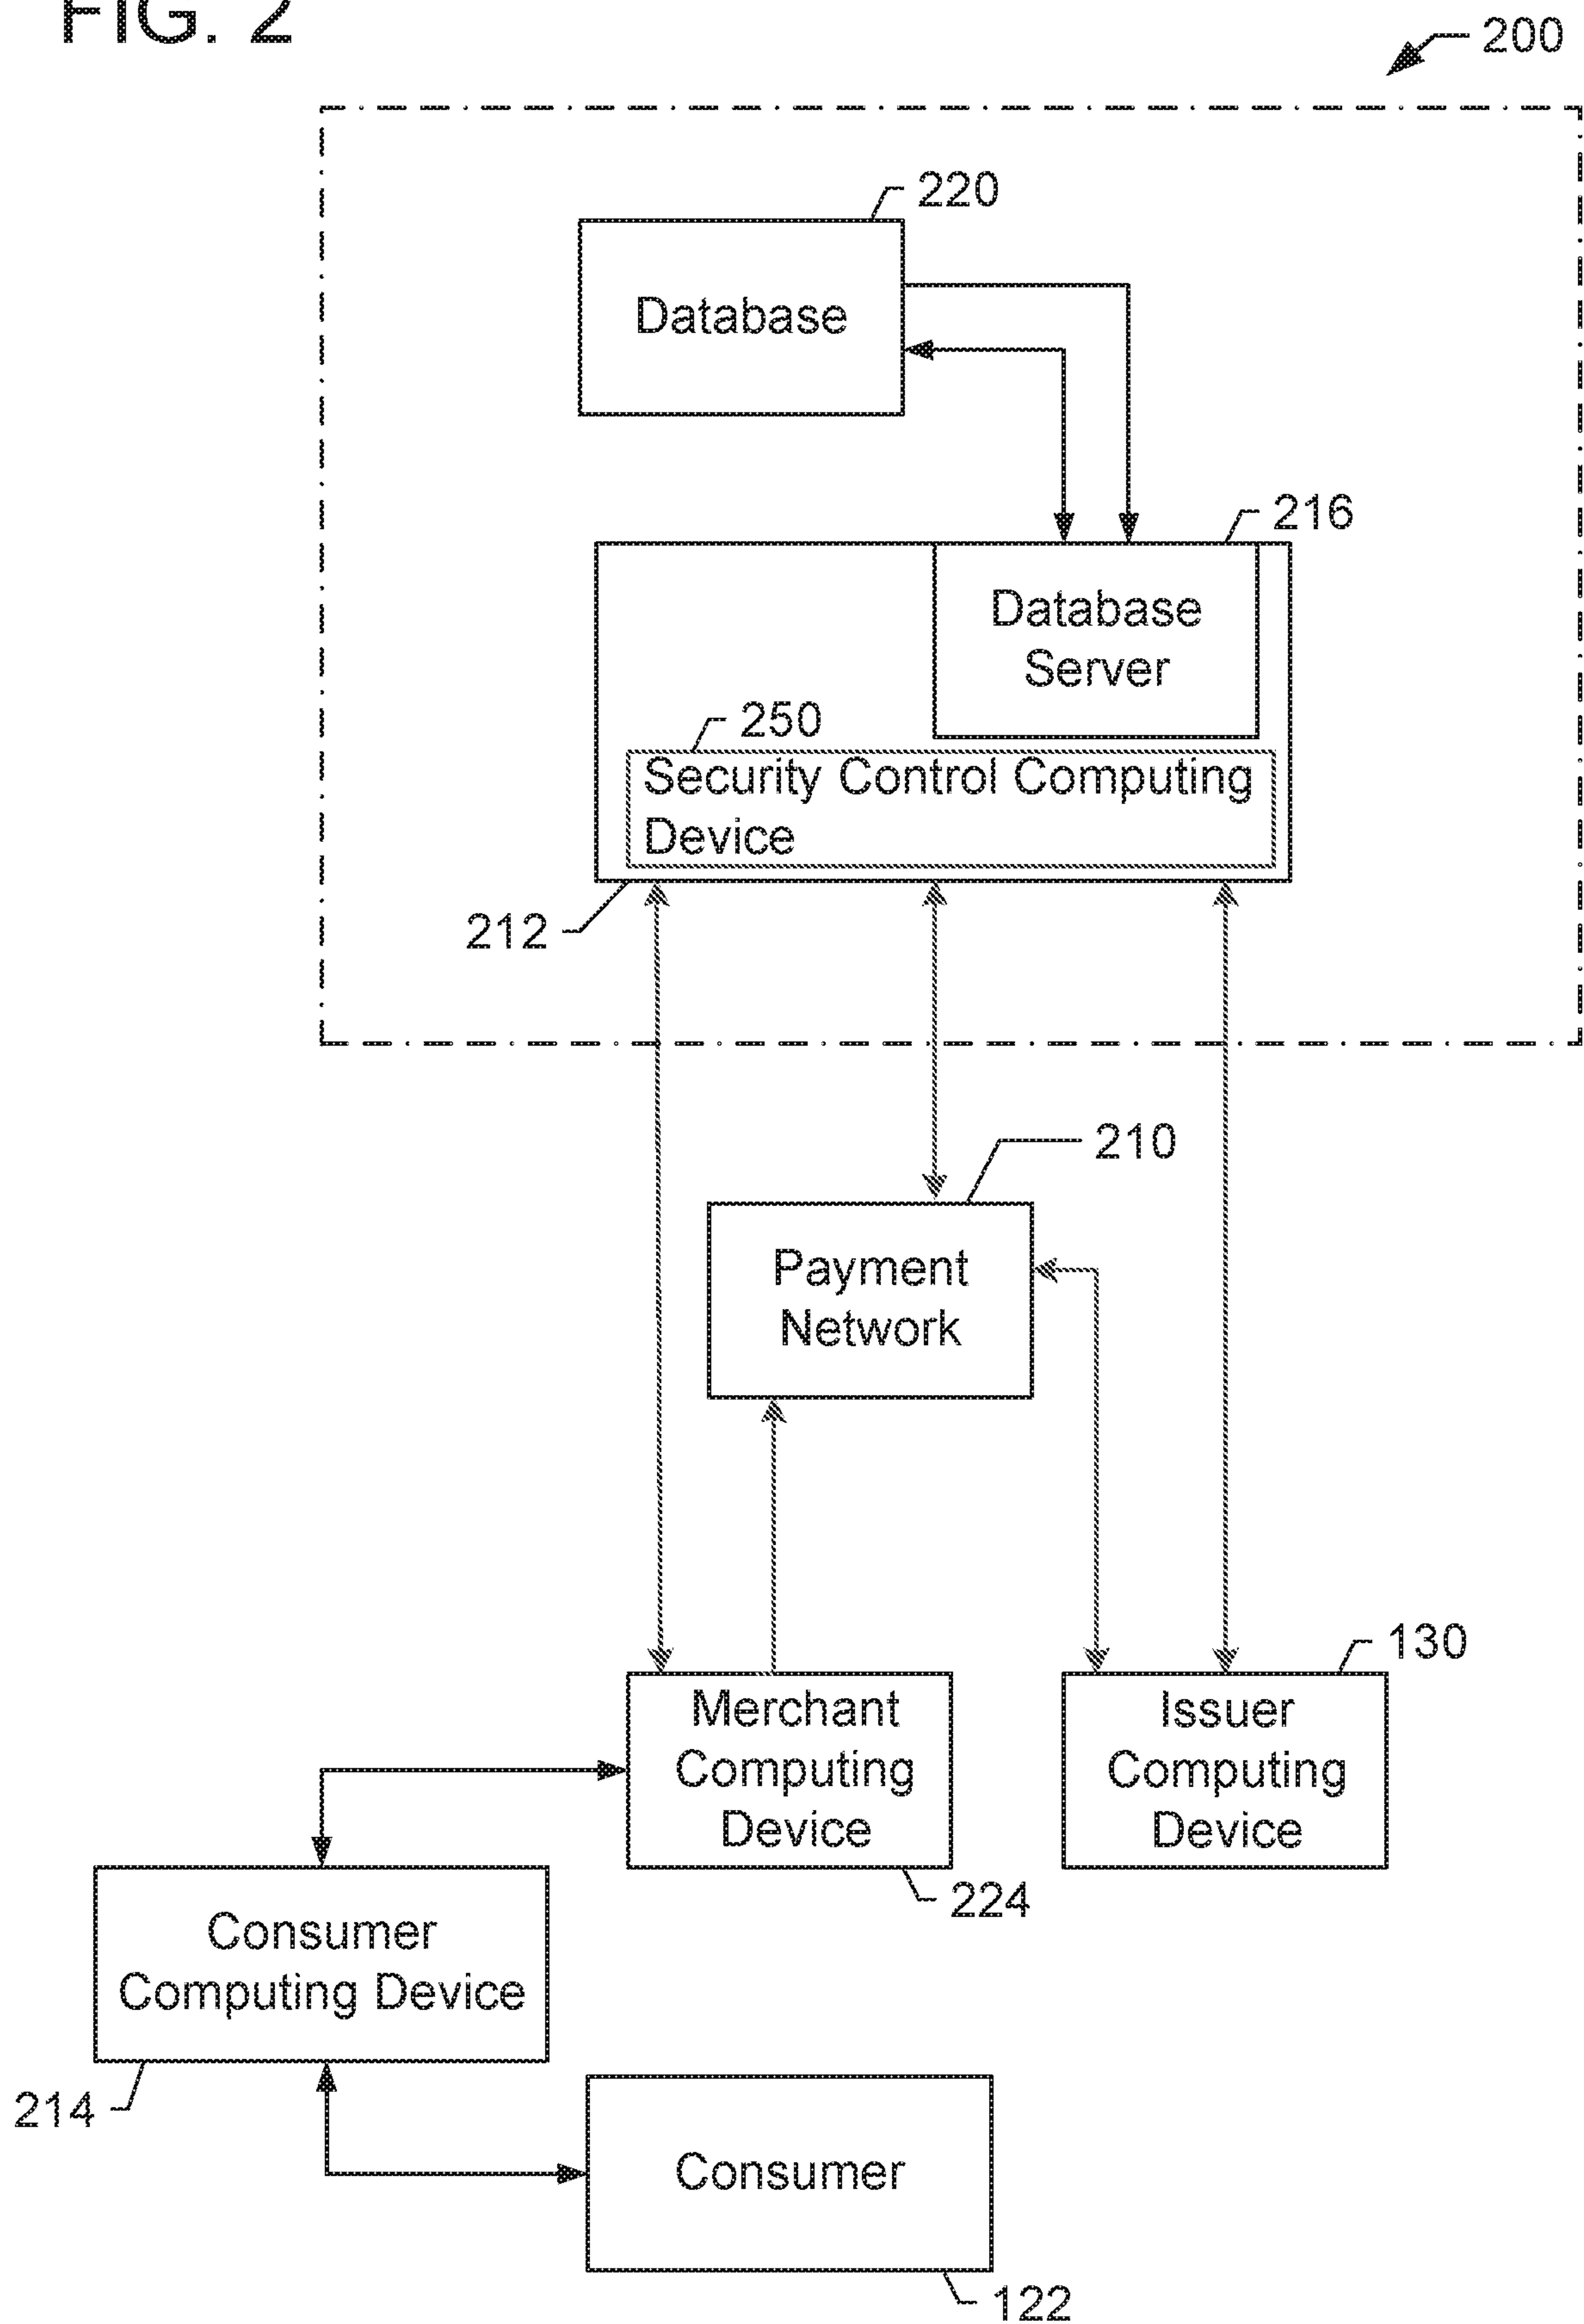 FIG. 2
200
220
Database
216
Database
Server
250
Security Control Computing
Device
212
210
Payment
Network
130
Merchant
Computing
Device
Issuer
Computing
Device
224
Consumer
Computing Device
214
Consumer
122